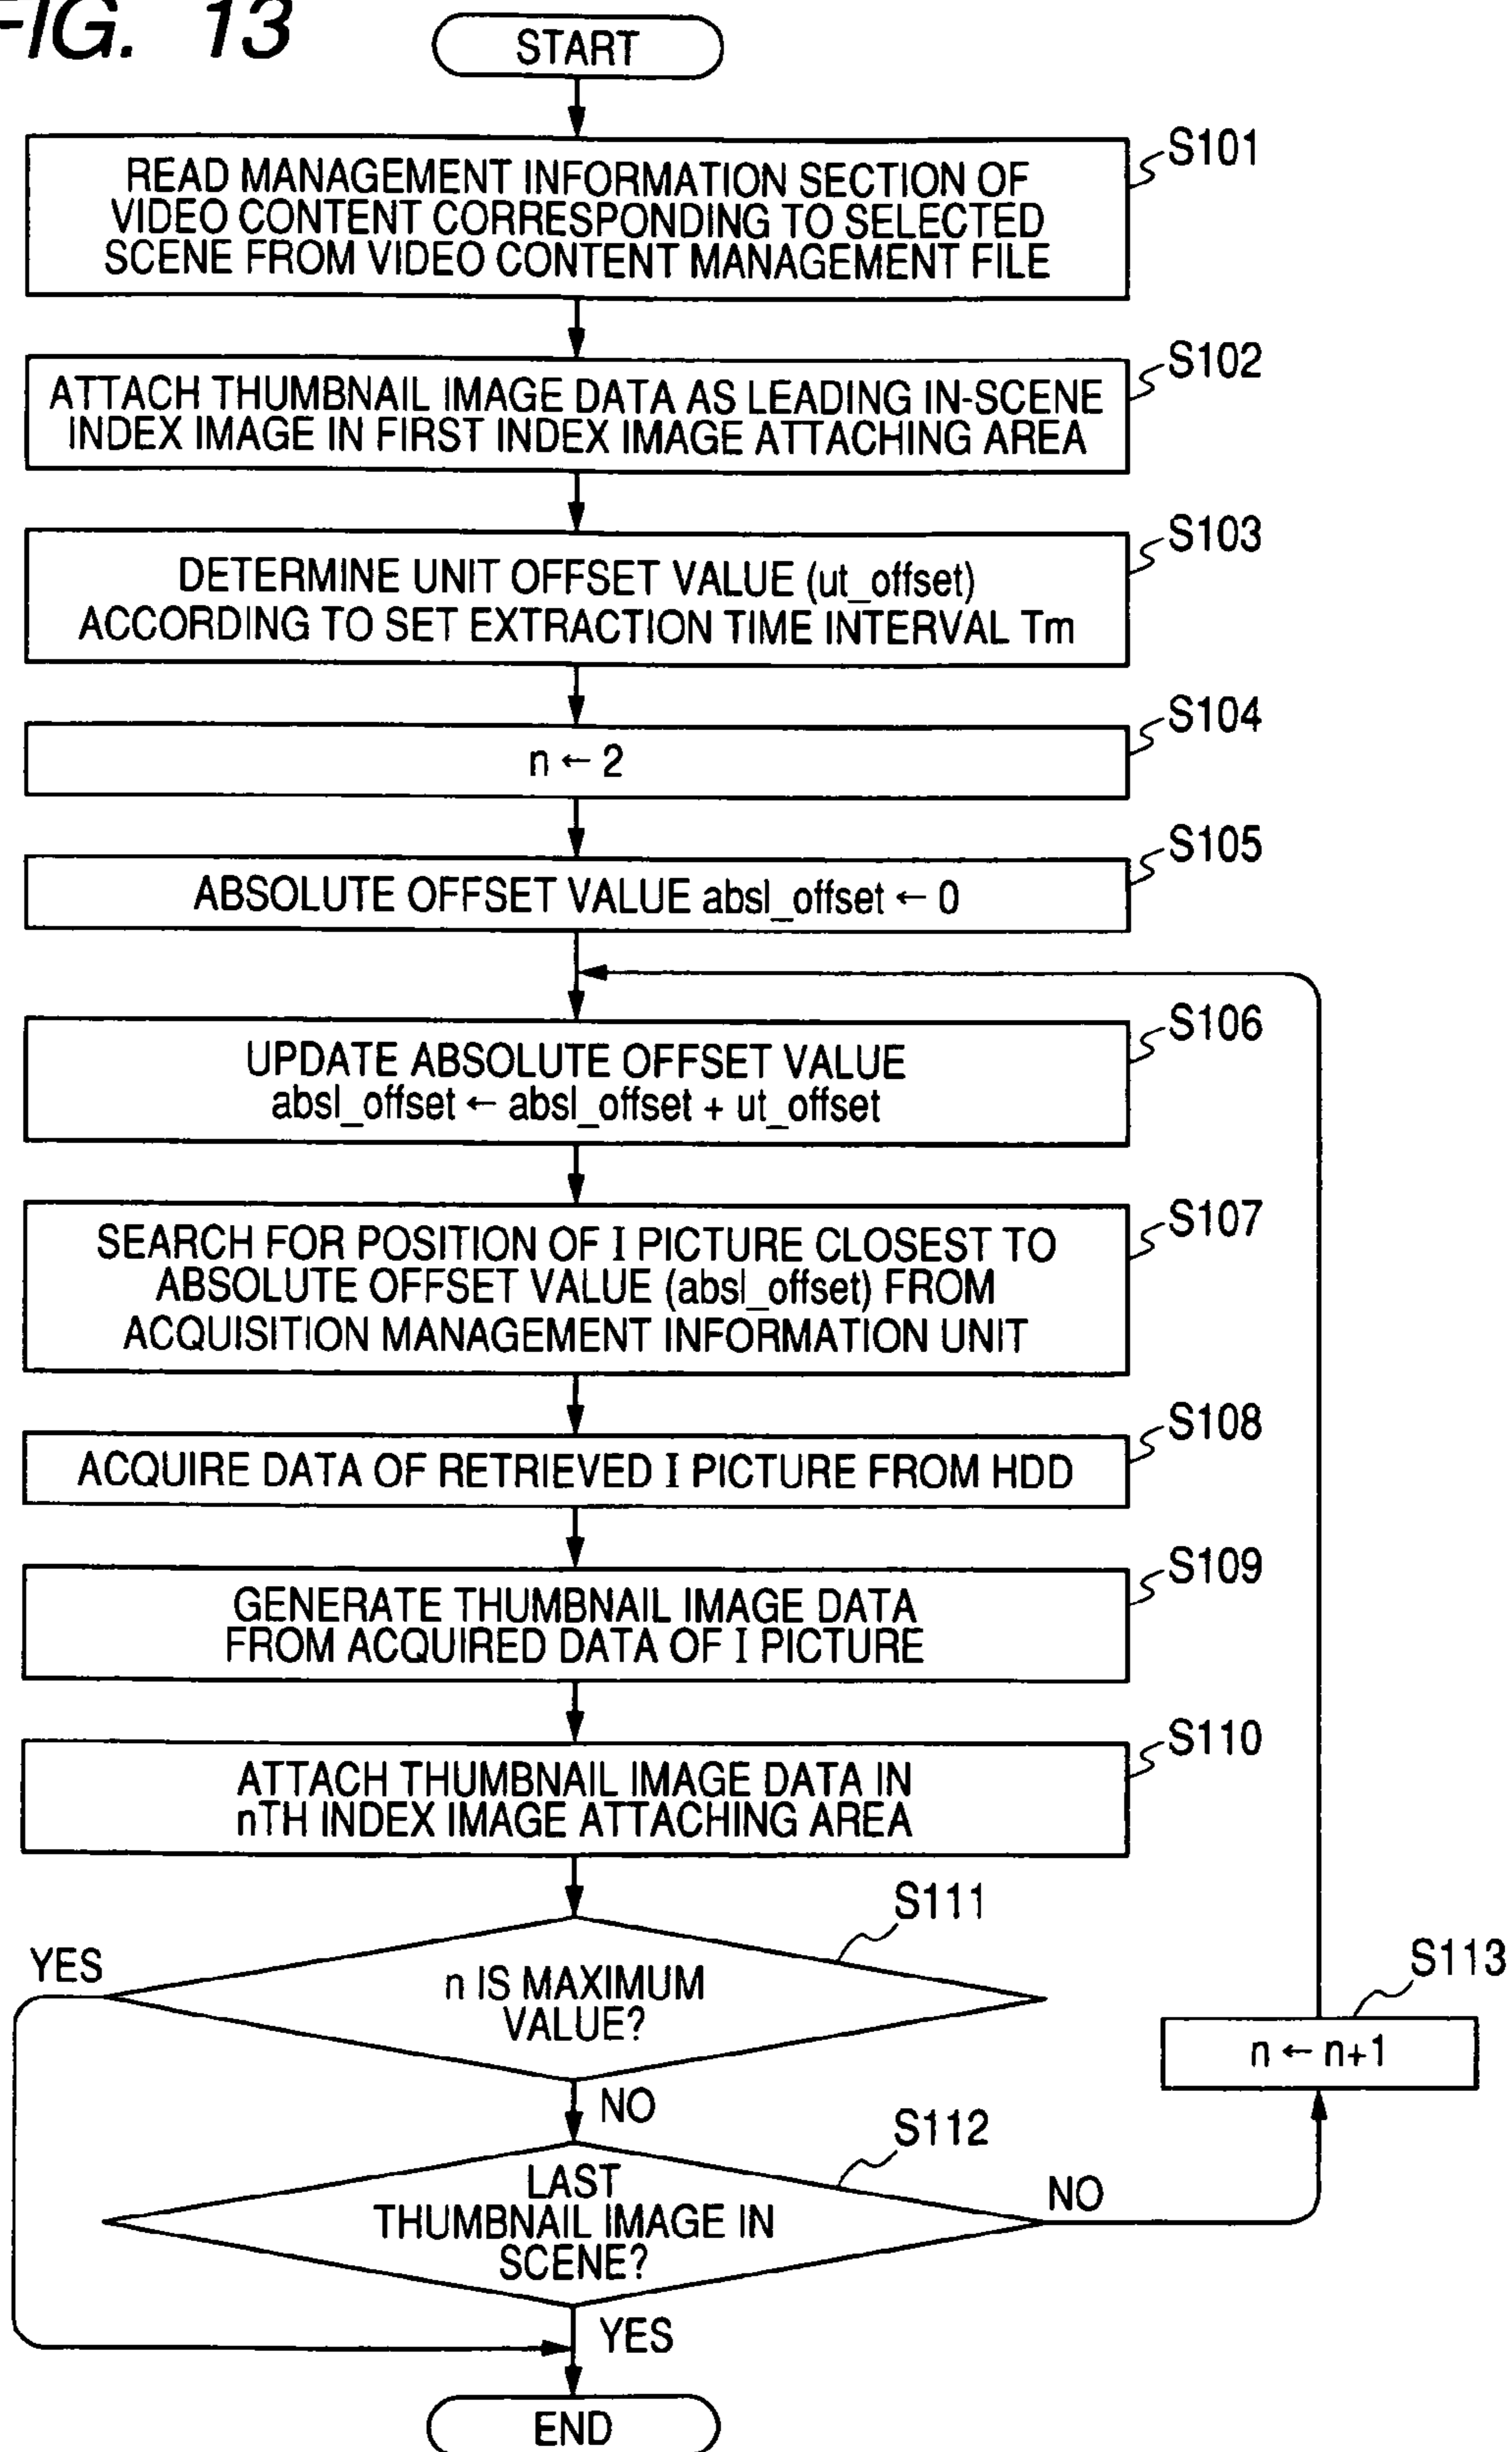 FIG. 13
START
S101
READ MANAGEMENT INFORMATION SECTION OF
VIDEO CONTENT CORRESPONDING TO SELECTED
SCENE FROM VIDEO CONTENT MANAGEMENT FILE
S102
ATTACH THUMBNAIL IMAGE DATA AS LEADING IN-SCENE
INDEX IMAGE IN FIRST INDEX IMAGE ATTACHING AREA
S103
DETERMINE UNIT OFFSET VALUE (ut_offset)
ACCORDING TO SET EXTRACTION TIME INTERVAL Tm
S104
n ← 2
S105
ABSOLUTE OFFSET VALUE absl_offset ← 0
S106
UPDATE ABSOLUTE OFFSET VALUE
absl_offset ← absl_offset + ut_offset
S107
SEARCH FOR POSITION OF I PICTURE CLOSEST TO
ABSOLUTE OFFSET VALUE (absl_offset) FROM
ACQUISITION MANAGEMENT INFORMATION UNIT
S108
ACQUIRE DATA OF RETRIEVED I PICTURE FROM HDD
S109
GENERATE THUMBNAIL IMAGE DATA
FROM ACQUIRED DATA OF I PICTURE
S110
ATTACH THUMBNAIL IMAGE DATA IN
nTH INDEX IMAGE ATTACHING AREA
S111
YES
n IS MAXIMUM
VALUE?
S113
n ← n+1
NO
S112
LAST
THUMBNAIL IMAGE IN
SCENE?
NO
YES
END